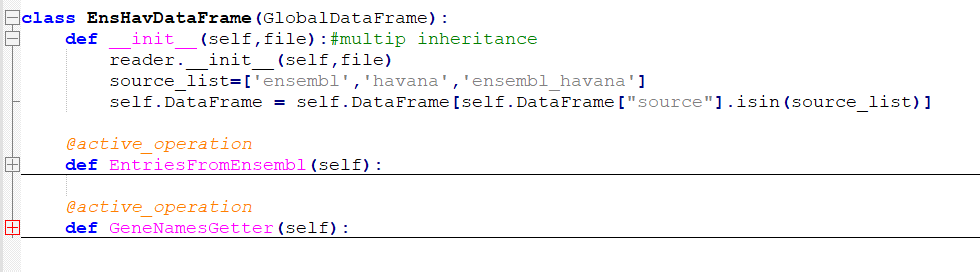 class EnsHavDataFrame(GlobalDataFrame):
    def __init__(self,file):#multip inheritance
        reader.__init__(self,file)
        source_list=['ensembl','havana','ensembl_havana']
        self.DataFrame = self.DataFrame[self.DataFrame["source"].isin(source_list)]
    @active_operation
    def EntriesFromEnsembl(self):
    @active_operation
    def GeneNamesGetter(self):